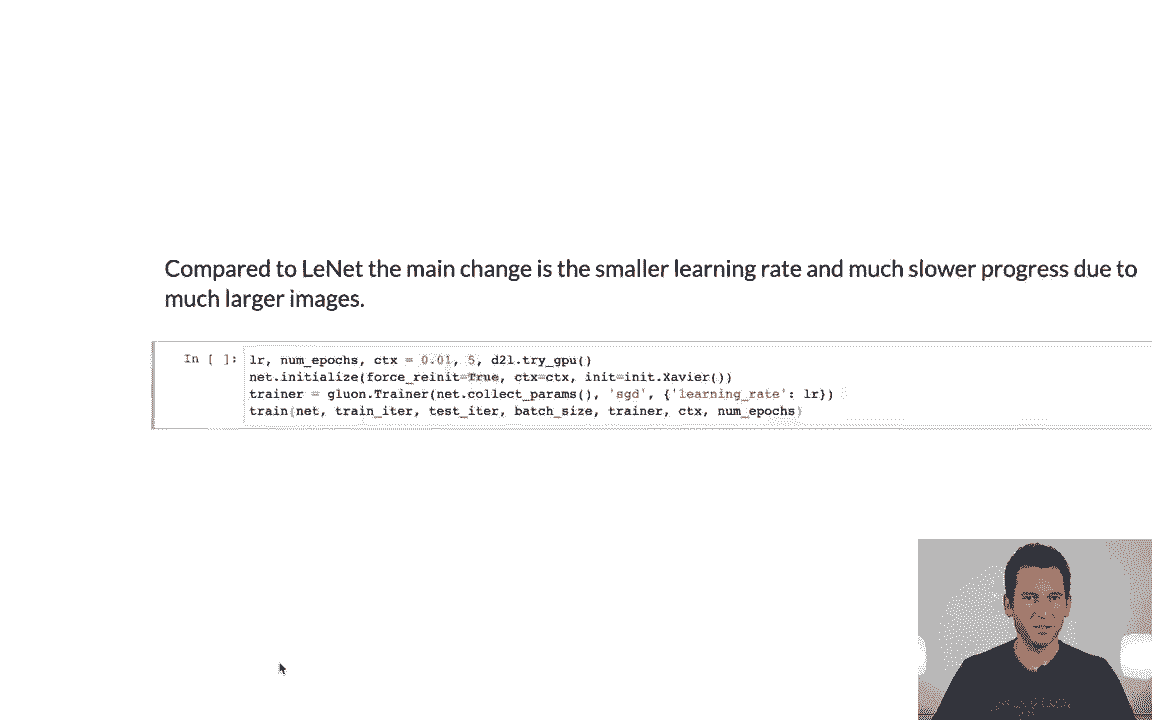 Compared to LeNet the main change is the smaller learning rate and much slower progress due to
much larger images.
In [ ]: lr, num_epochs, ctx = 0.01, 5, d2l.try_gpu()
net.initialize(force_reinit=True, ctx=ctx, init=init.Xavier())
trainer = gluon.Trainer(net.collect_params(), 'sgd', {'learning_rate': lr})
train(net, train_iter, test_iter, batch_size, trainer, ctx, num_epochs)